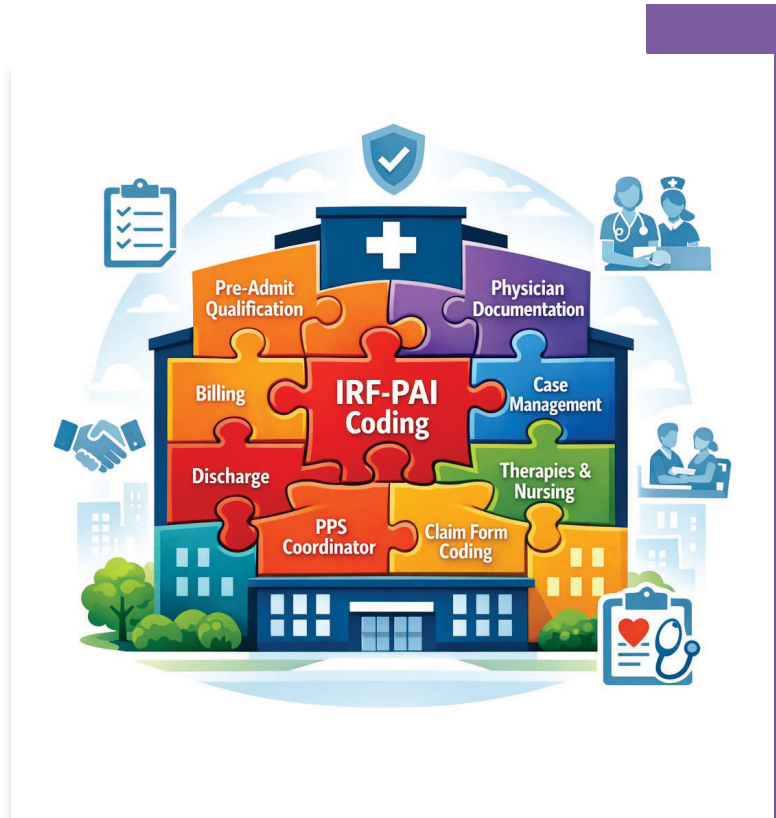 Pre-Admit
Qualification
Physician
Documentation
Billing
IRF-PAI
Coding
Case
Management
Discharge
Therapies &
Nursing
PPS
Coordinator
Claim Form
Coding